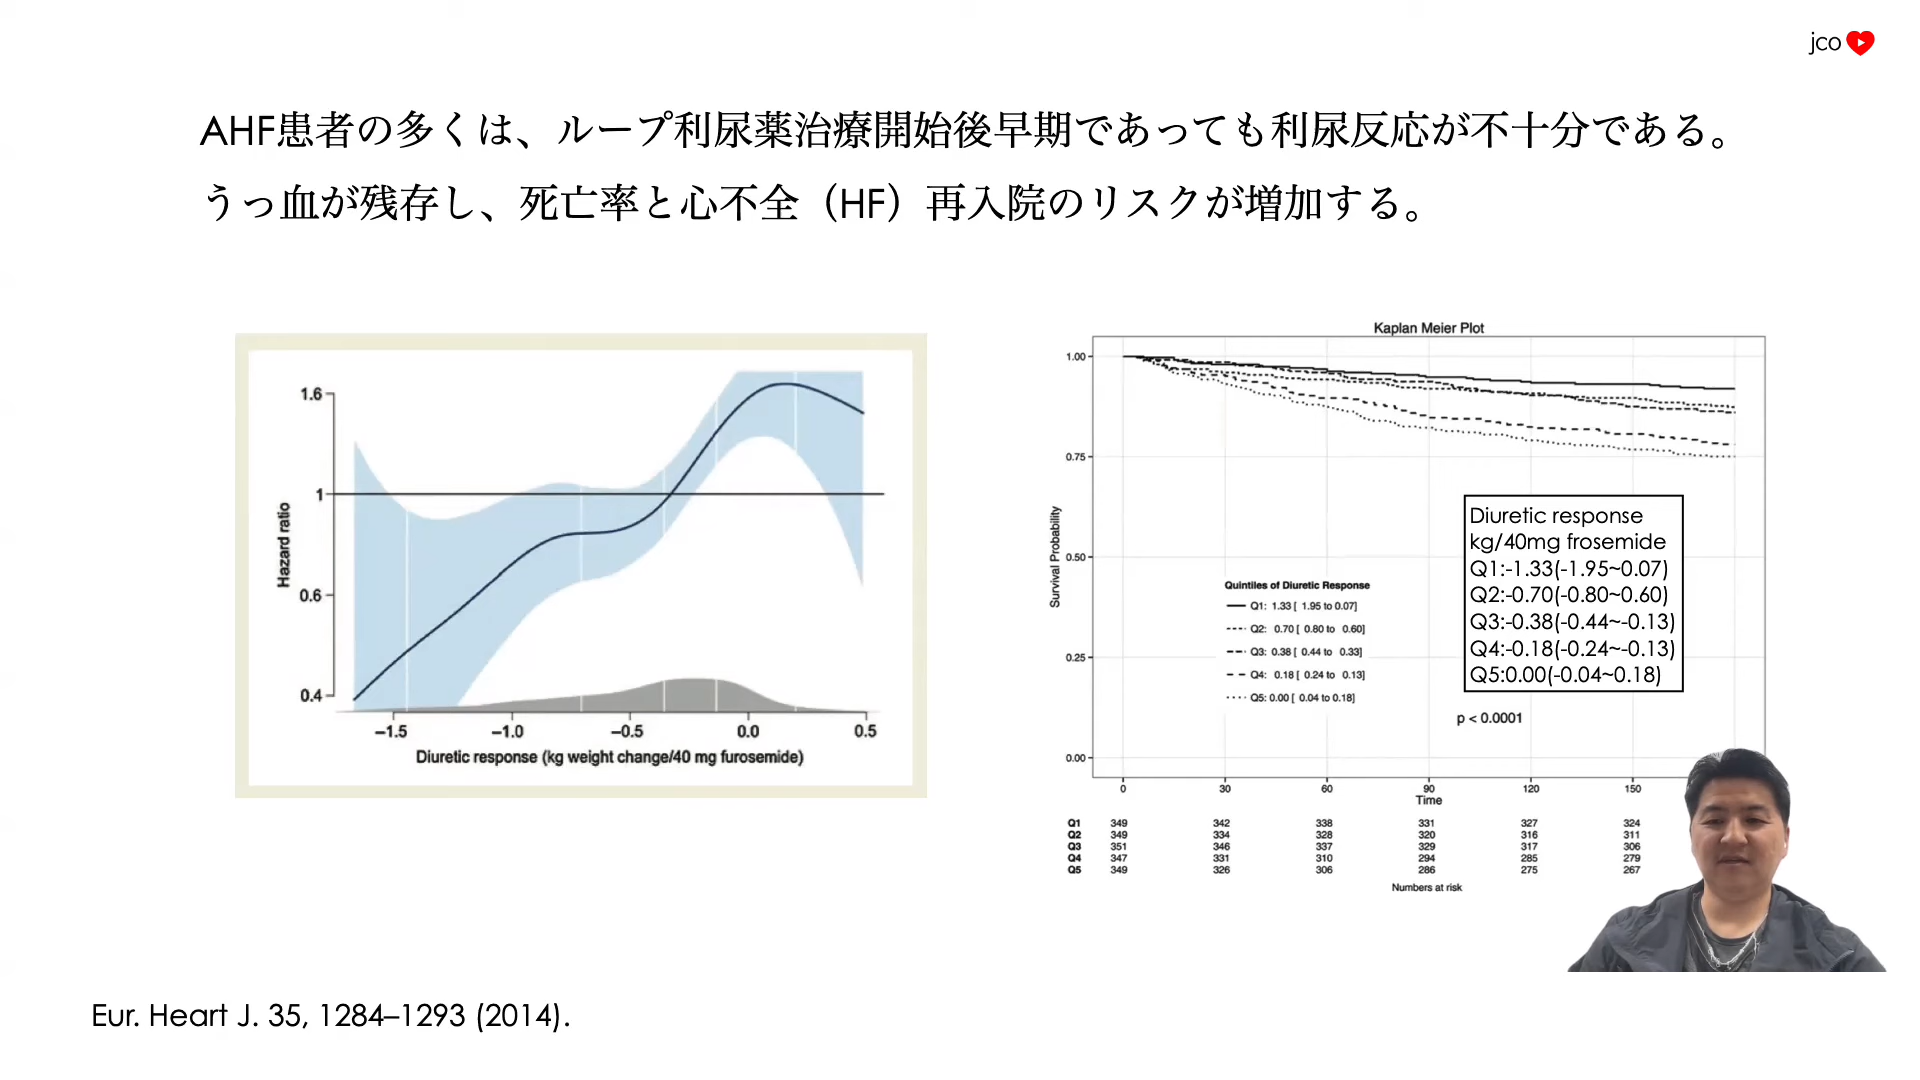 jco
AHF患者の多くは、ループ利尿薬治療開始後早期であっても利尿反応が不十分である。
うっ血が残存し、死亡率と心不全（HF）再入院のリスクが増加する。
1.6
1
0.6
0.4
Hazard ratio
−1.5 −1.0 −0.5 0.0 0.5
Diuretic response (kg weight change/40 mg furosemide)
Kaplan Meier Plot
1.00
0.75
0.50
0.25
0.00
Survival Probability
Quintiles of Diuretic Response
Q1: 1.33 [ 1.95 to 0.07]
Q2: 0.70 [ 0.80 to 0.60]
Q3: 0.38 [ 0.44 to 0.33]
Q4: 0.18 [ 0.24 to 0.13]
Q5: 0.00 [ 0.04 to 0.18]
Diuretic response
kg/40mg frosemide
Q1:-1.33(-1.95~0.07)
Q2:-0.70(-0.80~0.60)
Q3:-0.38(-0.44~-0.13)
Q4:-0.18(-0.24~-0.13)
Q5:0.00(-0.04~0.18)
p < 0.0001
0 30 60 90 120 150
Time
Q1 349 342 338 331 327 324
Q2 349 334 328 320 316 311
Q3 351 346 337 329 317 306
Q4 347 331 310 294 285 279
Q5 349 326 306 286 275 267
Numbers at risk
Eur. Heart J. 35, 1284–1293 (2014).